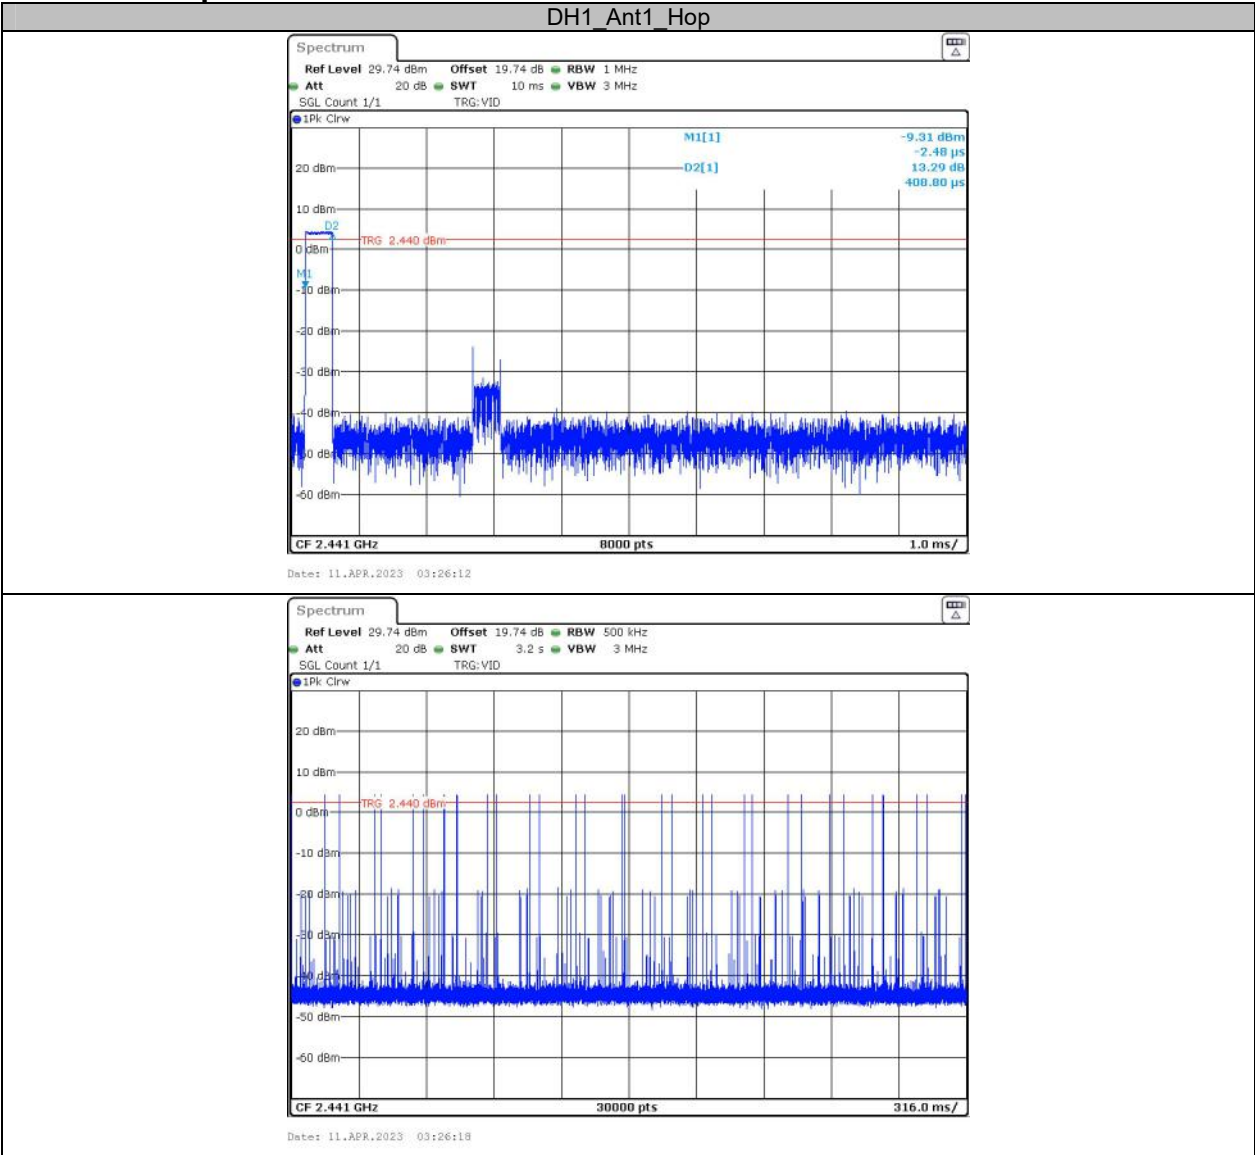 DH1_Ant1_Hop
Spectrum
Ref Level 29.74 dBm Offset 19.74 dB RBW 1 MHz
Att 20 dB SWT 10 ms VBW 3 MHz
SGL Count 1/1 TRG:VID
1Pk Clrw
M1[1] -9.31 dBm
-2.48 µs
20 dBm D2[1] 13.29 dB
408.80 µs
10 dBm
D2
TRG 2.440 dBm
0 dBm
M1
-10 dBm
-20 dBm
-30 dBm
-40 dBm
-50 dBm
-60 dBm
CF 2.441 GHz 8000 pts 1.0 ms/
Date: 11.APR.2023 03:26:12
Spectrum
Ref Level 29.74 dBm Offset 19.74 dB RBW 500 kHz
Att 20 dB SWT 3.2 s VBW 3 MHz
SGL Count 1/1 TRG:VID
1Pk Clrw
20 dBm
10 dBm
TRG 2.440 dBm
0 dBm
-10 dBm
-20 dBm
-30 dBm
-40 dBm
-50 dBm
-60 dBm
CF 2.441 GHz 30000 pts 316.0 ms/
Date: 11.APR.2023 03:26:18